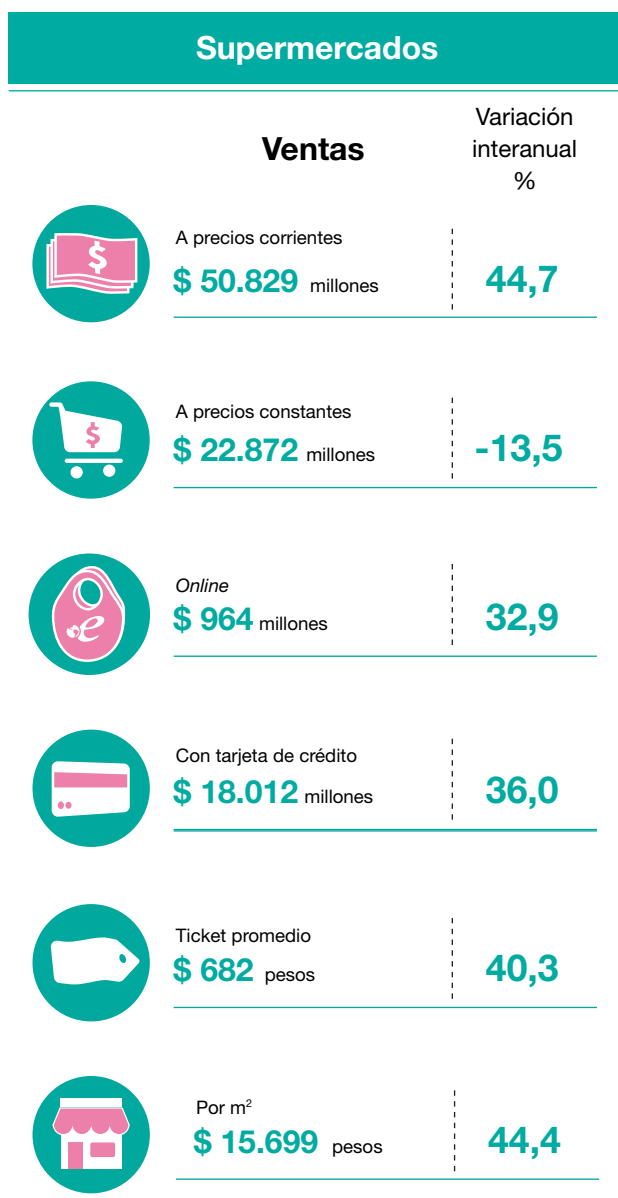 Supermercados
Ventas
Variación
interanual
%
A precios corrientes
$ 50.829 millones
44,7
A precios constantes
$ 22.872 millones
-13,5
Online
$ 964 millones
32,9
Con tarjeta de crédito
$ 18.012 millones
36,0
Ticket promedio
$ 682 pesos
40,3
Por m²
$ 15.699 pesos
44,4
$
$
e